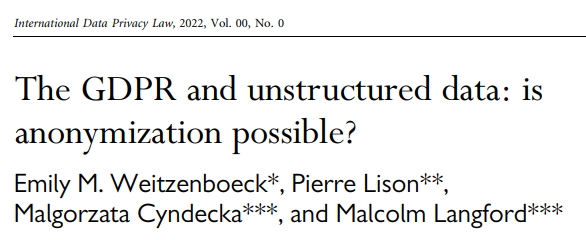 International Data Privacy Law, 2022, Vol. 00, No. 0
The GDPR and unstructured data: is
anonymization possible?
Emily M. Weitzenboeck*, Pierre Lison**,
Malgorzata Cyndecka***, and Malcolm Langford***